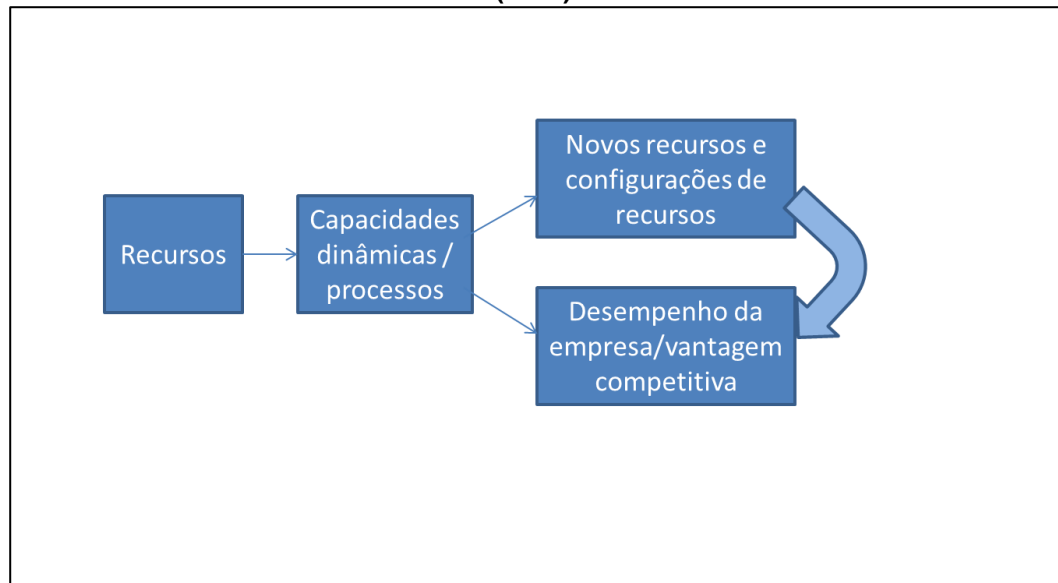 Recursos
Capacidades
dinâmicas /
processos
Novos recursos e
configurações de
recursos
Desempenho da
empresa/vantagem
competitiva